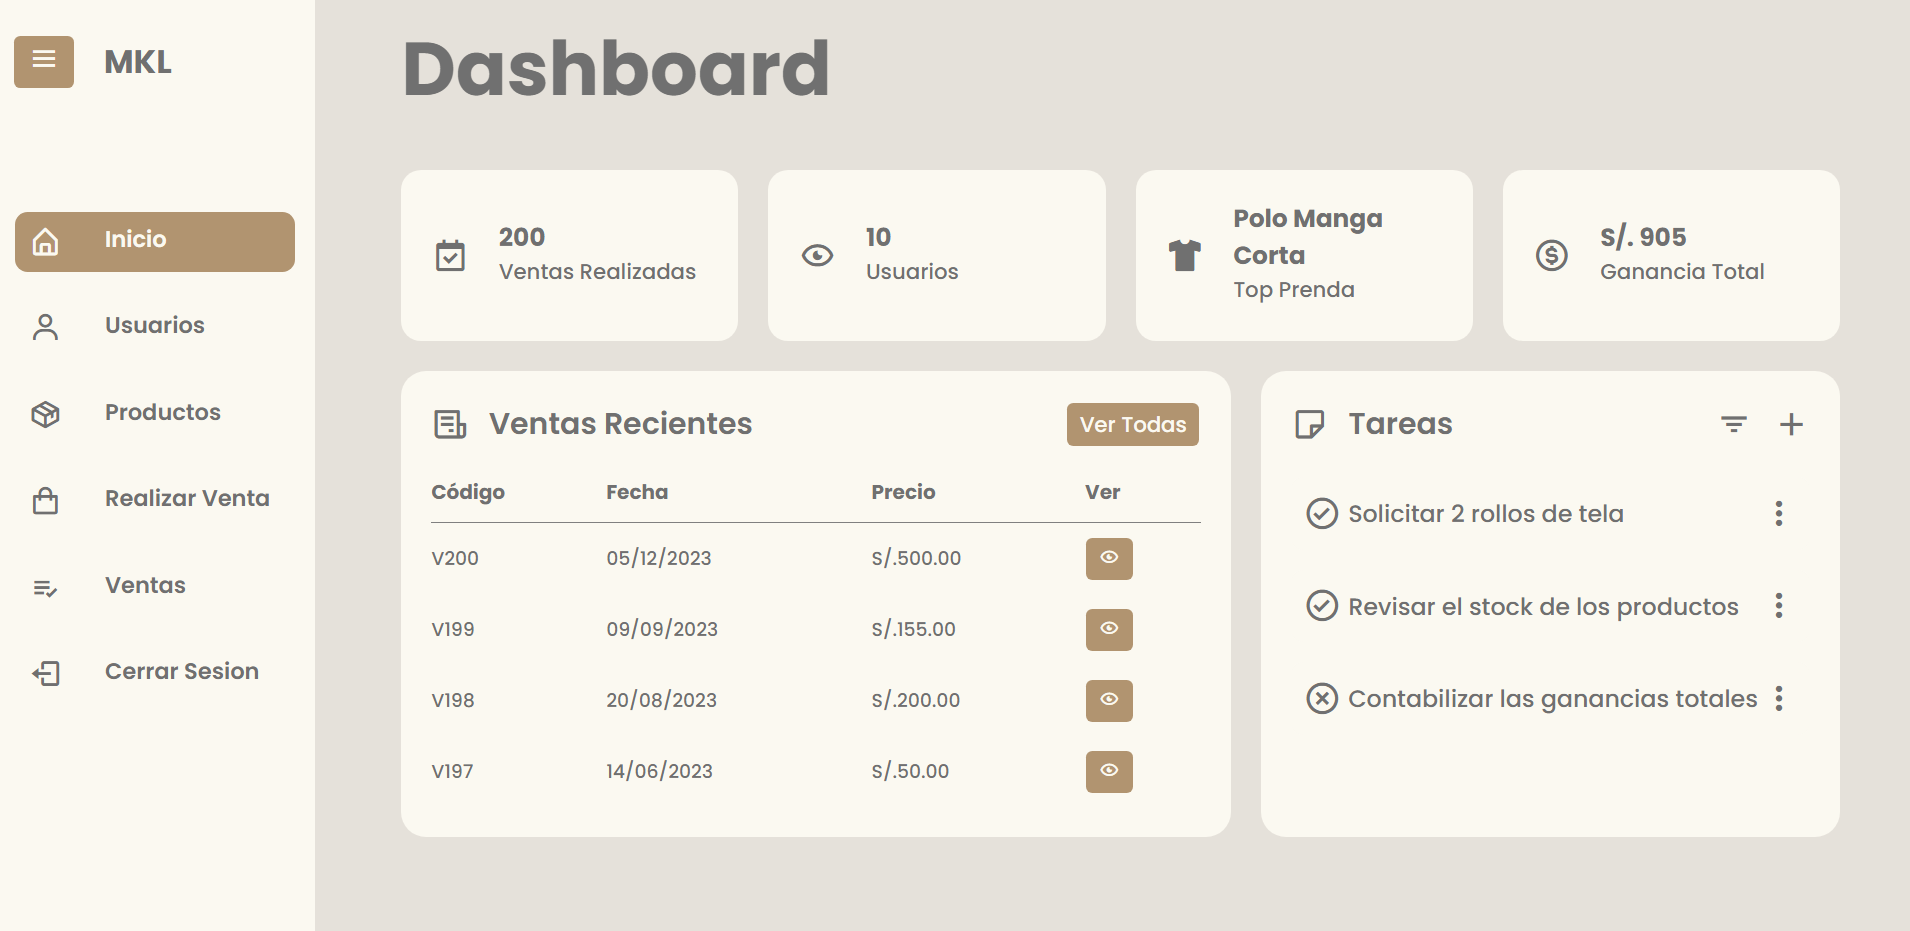 MKL
Inicio
Usuarios
Productos
Realizar Venta
Ventas
Cerrar Sesion
Dashboard
200
Ventas Realizadas
10
Usuarios
Polo Manga
Corta
Top Prenda
S/. 905
Ganancia Total
Ventas Recientes
Ver Todas
Código Fecha Precio Ver
V200 05/12/2023 S/.500.00
V199 09/09/2023 S/.155.00
V198 20/08/2023 S/.200.00
V197 14/06/2023 S/.50.00
Tareas
Solicitar 2 rollos de tela
Revisar el stock de los productos
Contabilizar las ganancias totales